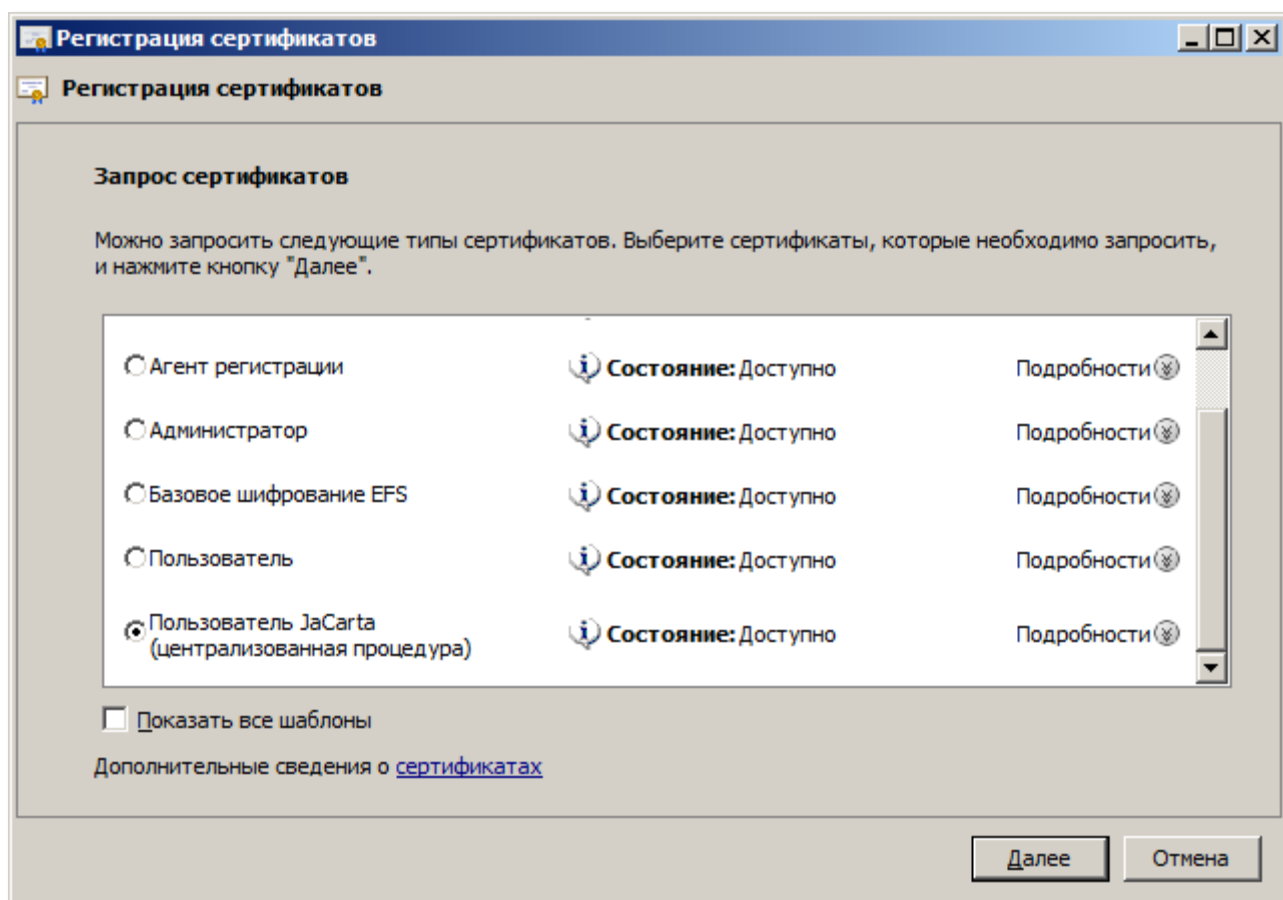 Регистрация сертификатов
Регистрация сертификатов
Запрос сертификатов
Можно запросить следующие типы сертификатов. Выберите сертификаты, которые необходимо запросить,
и нажмите кнопку "Далее".
Агент регистрации Состояние: Доступно Подробности
Администратор Состояние: Доступно Подробности
Базовое шифрование EFS Состояние: Доступно Подробности
Пользователь Состояние: Доступно Подробности
Пользователь JaCarta
(централизованная процедура) Состояние: Доступно Подробности
Показать все шаблоны
Дополнительные сведения о сертификатах
Далее Отмена